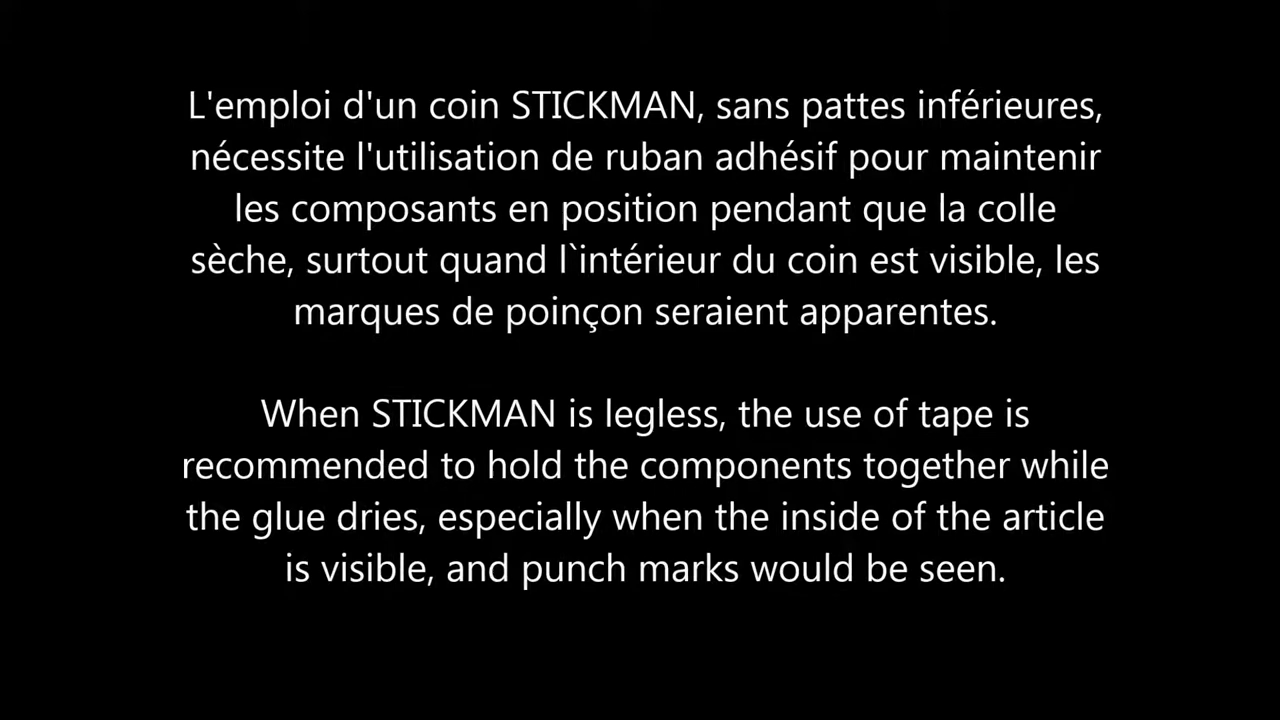 L'emploi d'un coin STICKMAN, sans pattes inférieures,
nécessite l'utilisation de ruban adhésif pour maintenir
les composants en position pendant que la colle
sèche, surtout quand l`intérieur du coin est visible, les
marques de poinçon seraient apparentes.
When STICKMAN is legless, the use of tape is
recommended to hold the components together while
the glue dries, especially when the inside of the article
is visible, and punch marks would be seen.